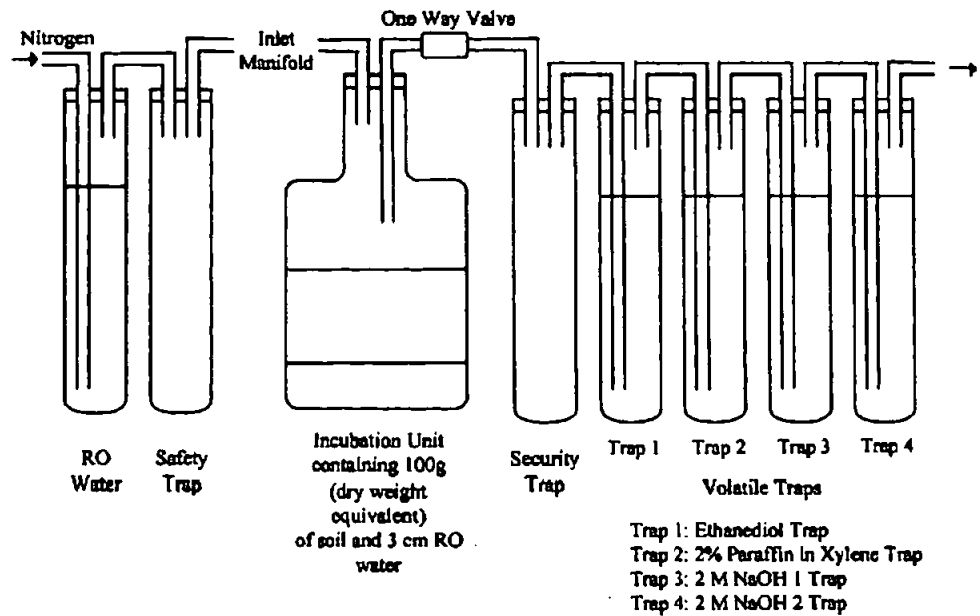 One Way Valve
Nitrogen
Inlet
Manifold
RO
Water
Safety
Trap
Incubation Unit
containing 100g
(dry weight
equivalent)
of soil and 3 cm RO
water
Security
Trap
Trap 1
Trap 2
Trap 3
Trap 4
Volatile Traps
Trap 1: Ethanediol Trap
Trap 2: 2% Paraffin In Xylene Trap
Trap 3: 2 M NaOH 1 Trap
Trap 4: 2 M NaOH 2 Trap